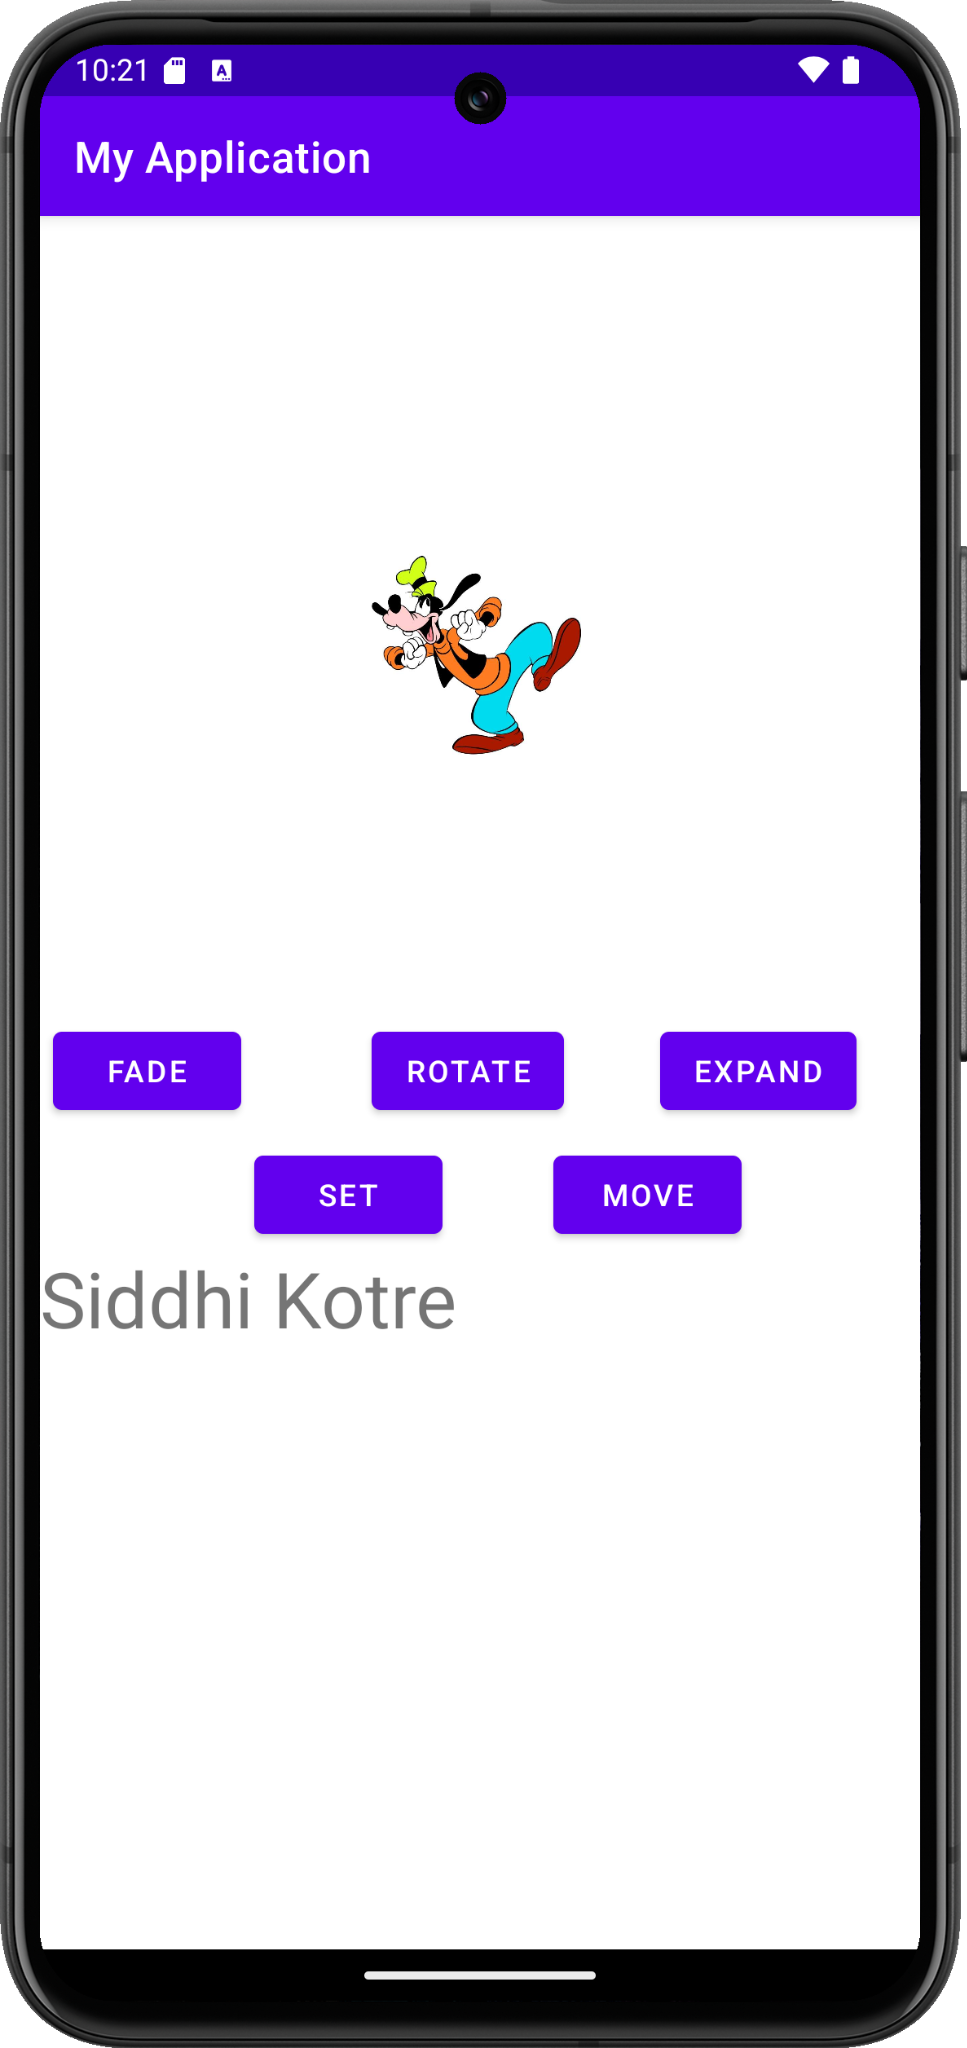 10:21
My Application
FADE ROTATE EXPAND
SET MOVE
Siddhi Kotre